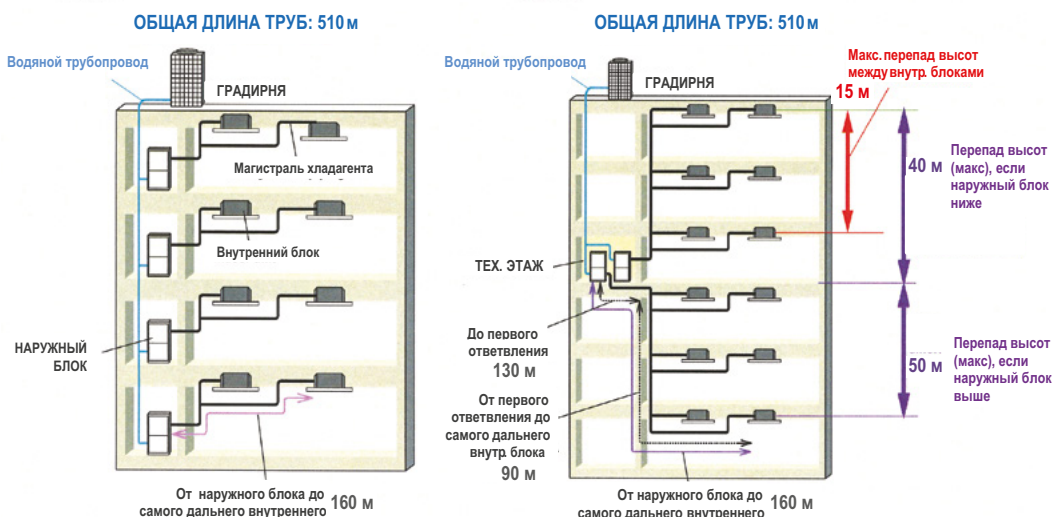 ОБЩАЯ ДЛИНА ТРУБ: 510 м
Водяной трубопровод
ГРАДИРНЯ
Магистраль хладагента
Внутренний блок
НАРУЖНЫЙ
БЛОК
От наружного блока до
самого дальнего внутреннего
160 м
ОБЩАЯ ДЛИНА ТРУБ: 510 м
Водяной трубопровод
ГРАДИРНЯ
Макс. перепад высот
между внутр. блоками
15 м
40 м
Перепад высот
(макс), если
наружный блок
ниже
ТЕХ. ЭТАЖ
До первого
ответвления
130 м
От первого
ответвления до
самого дальнего
внутр. блока
90 м
50 м
Перепад высот
(макс), если
наружный блок
выше
От наружного блока до
самого дальнего внутреннего
160 м